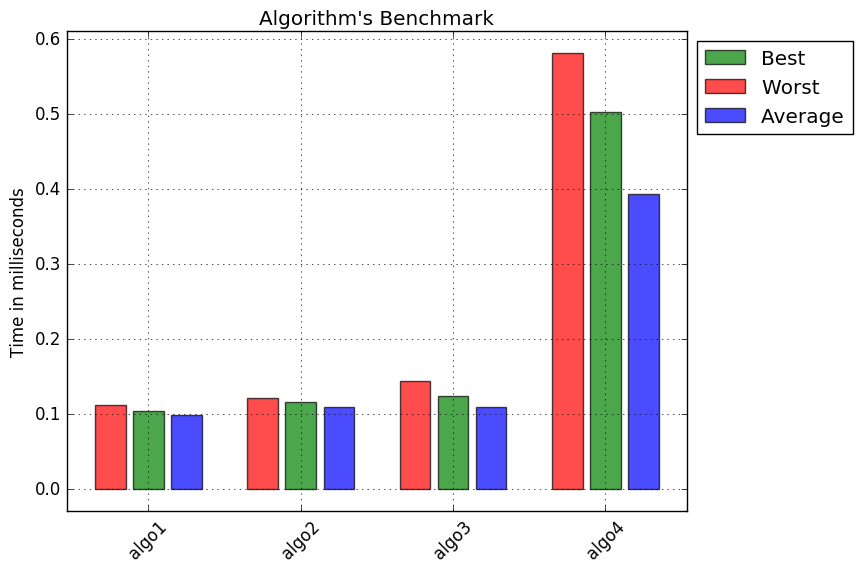 Algorithm's Benchmark
Best
Worst
Average
Time in milliseconds
0.6
0.5
0.4
0.3
0.2
0.1
0.0
algo1
algo2
algo3
algo4